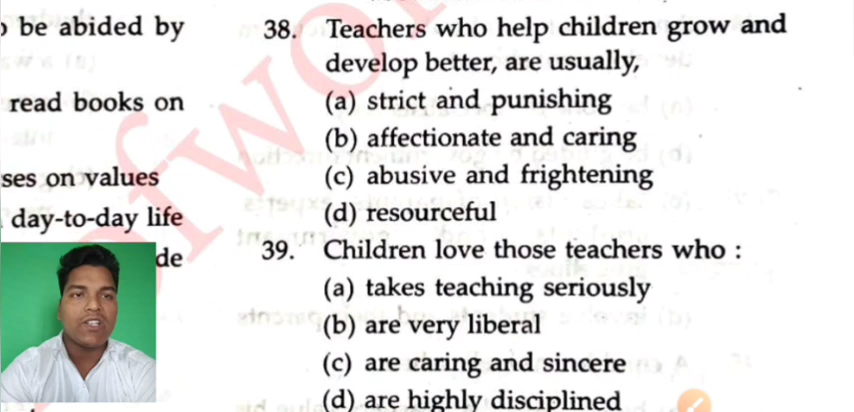 be abided by
read books on
ses on values
day-to-day life
de
38. Teachers who help children grow and
develop better, are usually,
(a) strict and punishing
(b) affectionate and caring
(c) abusive and frightening
(d) resourceful
39. Children love those teachers who :
(a) takes teaching seriously
(b) are very liberal
(c) are caring and sincere
(d) are highly disciplined